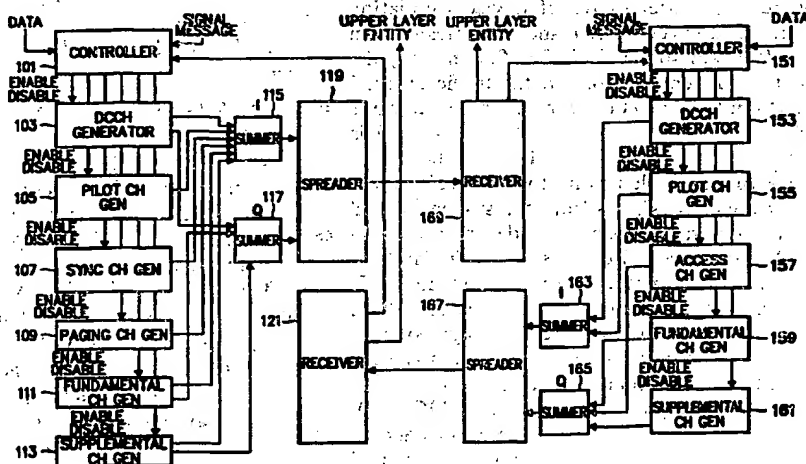 DATA
SIGNAL
MESSAGE
CONTROLLER
101
ENABLE
DISABLE
DCCH
GENERATOR
103
ENABLE
DISABLE
PILOT CH
GEN
105
ENABLE
DISABLE
SYNC CH GEN
107
ENABLE
DISABLE
PAGING CH GEN
109
ENABLE
DISABLE
FUNDAMENTAL
CH GEN
111
ENABLE
DISABLE
SUPPLEMENTAL
CH GEN
113
I
115
SUMMER
Q
117
SUMMER
119
SPREADER
121
RECEIVER
UPPER LAYER
ENTITY
UPPER LAYER
ENTITY
RECEIVER
169
167
SPREADER
I
163
SUMMER
Q
165
SUMMER
SIGNAL
MESSAGE
DATA
CONTROLLER
151
ENABLE
DISABLE
DCCH
GENERATOR
153
ENABLE
DISABLE
PILOT CH
GEN
155
ENABLE
DISABLE
ACCESS
CH GEN
157
ENABLE
DISABLE
FUNDAMENTAL
CH GEN
159
ENABLE
DISABLE
SUPPLEMENTAL
CH GEN
161